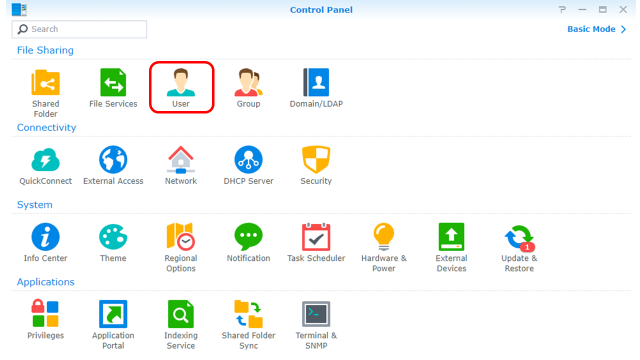 Control Panel
Search
Basic Mode
File Sharing
Shared Folder
File Services
User
Group
Domain/LDAP
Connectivity
QuickConnect
External Access
Network
DHCP Server
Security
System
Info Center
Theme
Regional Options
Notification
Task Scheduler
Hardware & Power
External Devices
1
Update & Restore
Applications
Privileges
Application Portal
Indexing Service
Shared Folder Sync
Terminal & SNMP